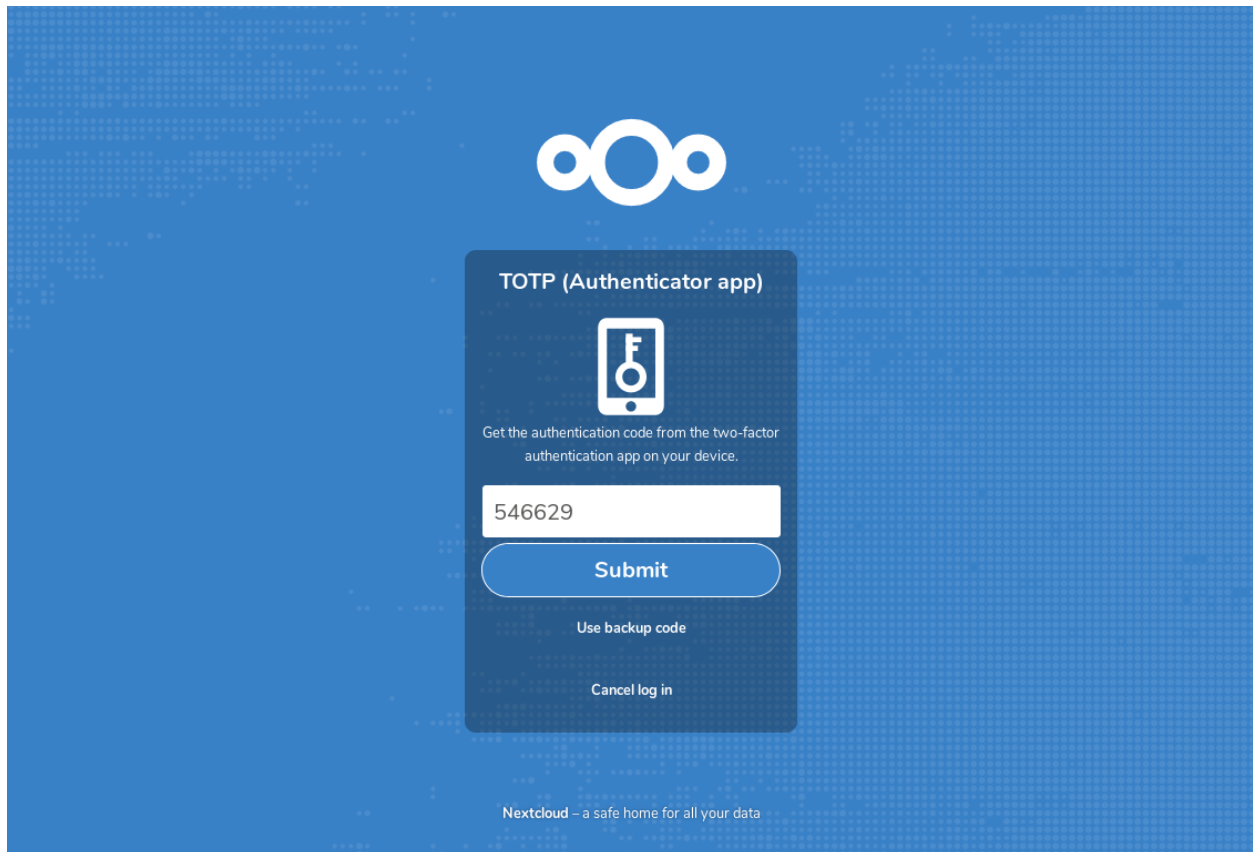 TOTP (Authenticator app)
Get the authentication code from the two-factor
authentication app on your device.
546629
Submit
Use backup code
Cancel log in
Nextcloud – a safe home for all your data